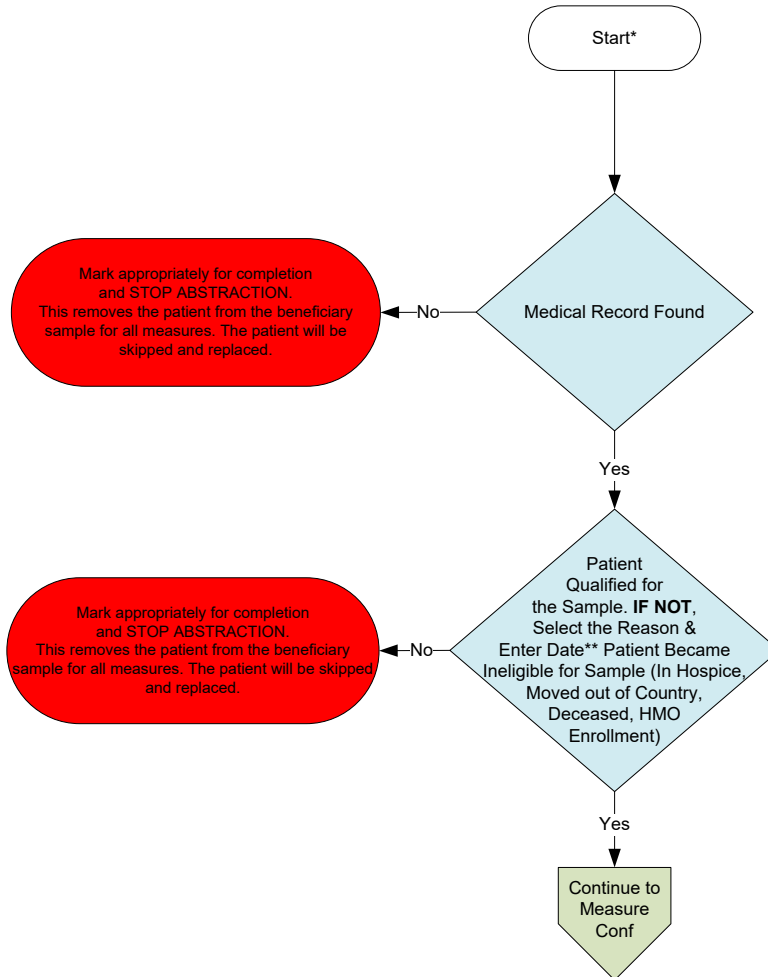 Start*
Medical Record Found
No
Mark appropriately for completion
and STOP ABSTRACTION.
This removes the patient from the beneficiary
sample for all measures. The patient will be
skipped and replaced.
Yes
Patient
Qualified for
the Sample. IF NOT,
Select the Reason &
Enter Date** Patient Became
Ineligible for Sample (In Hospice,
Moved out of Country,
Deceased, HMO
Enrollment)
No
Mark appropriately for completion
and STOP ABSTRACTION.
This removes the patient from the beneficiary
sample for all measures. The patient will be skipped
and replaced.
Yes
Continue to
Measure
Conf